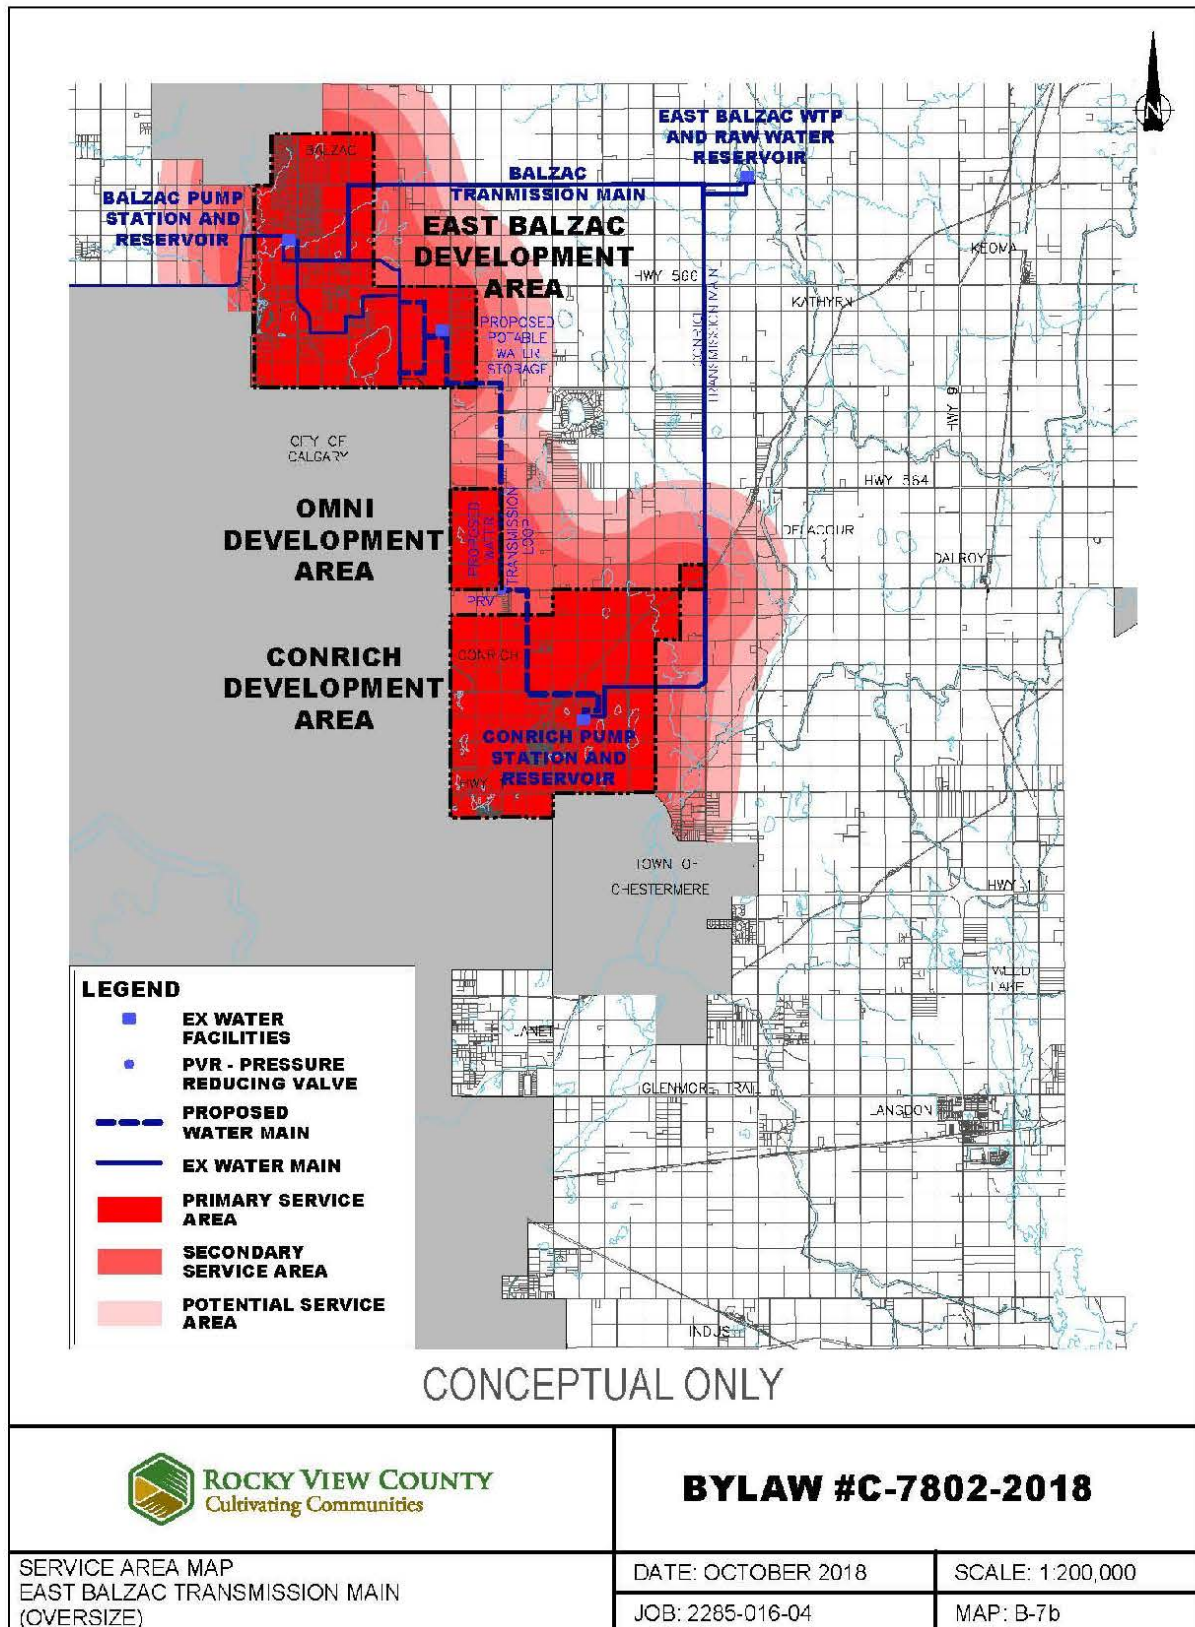 N
EAST BALZAC WTP
AND RAW WATER
RESERVOIR
BALZAC
BALZAC
TRANMISSION MAIN
BALZAC PUMP
STATION AND
RESERVOIR
EAST BALZAC
DEVELOPMENT
AREA
HWY 566
KEOMA
KATHYRN
CONRICH
TRANSMISSION MAIN
PROPOSED
POTABLE
WATER
STORAGE
HWY 9
CITY OF
CALGARY
HWY 564
OMNI
DEVELOPMENT
AREA
PROPOSED
WATER
TRANSMISSION
LOOP
DELACOUR
DALROY
PRV
CONRICH
DEVELOPMENT
AREA
CONRICH
CONRICH PUMP
STATION AND
RESERVOIR
HWY
TOWN OF
CHESTERMERE
HWY 1
WEED
LAKE
JANET
GLENMORE TRAIL
LANGDON
INDUS
LEGEND
EX WATER
FACILITIES
PVR - PRESSURE
REDUCING VALVE
PROPOSED
WATER MAIN
EX WATER MAIN
PRIMARY SERVICE
AREA
SECONDARY
SERVICE AREA
POTENTIAL SERVICE
AREA
CONCEPTUAL ONLY
ROCKY VIEW COUNTY
Cultivating Communities
BYLAW #C-7802-2018
SERVICE AREA MAP
EAST BALZAC TRANSMISSION MAIN
(OVERSIZE)
DATE: OCTOBER 2018
SCALE: 1:200,000
JOB: 2285-016-04
MAP: B-7b